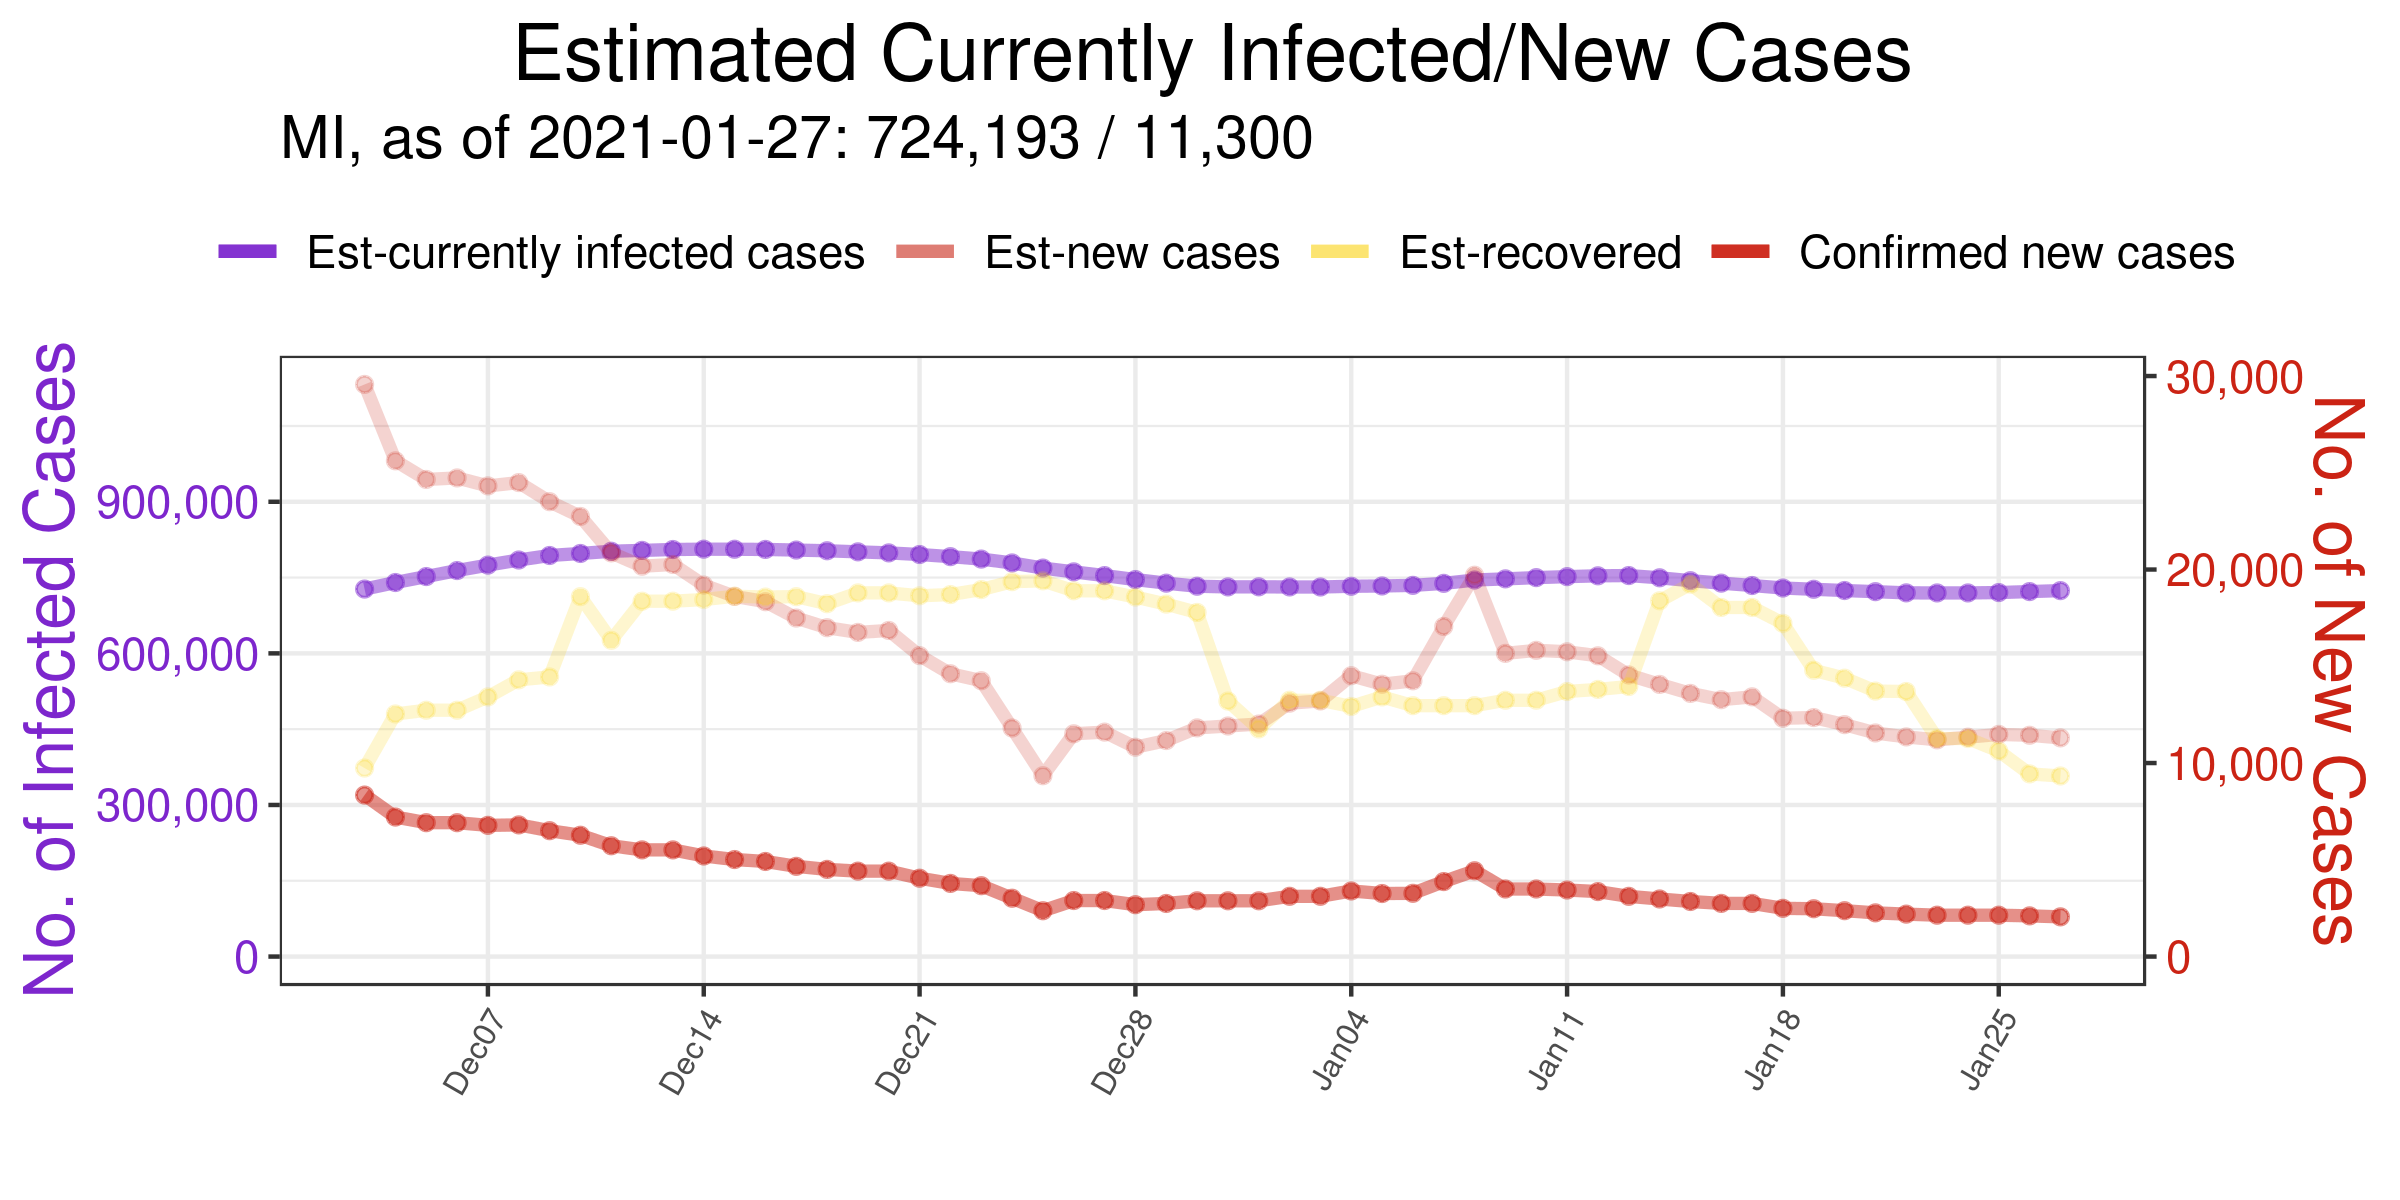 Estimated Currently Infected/New Cases
MI, as of 2021-01-27: 724,193 / 11,300
Est-currently infected cases Est-new cases Est-recovered Confirmed new cases
No. of Infected Cases
900,000
600,000
300,000
0
30,000
20,000
10,000
0
No. of New Cases
Dec07 Dec14 Dec21 Dec28 Jan04 Jan11 Jan18 Jan25